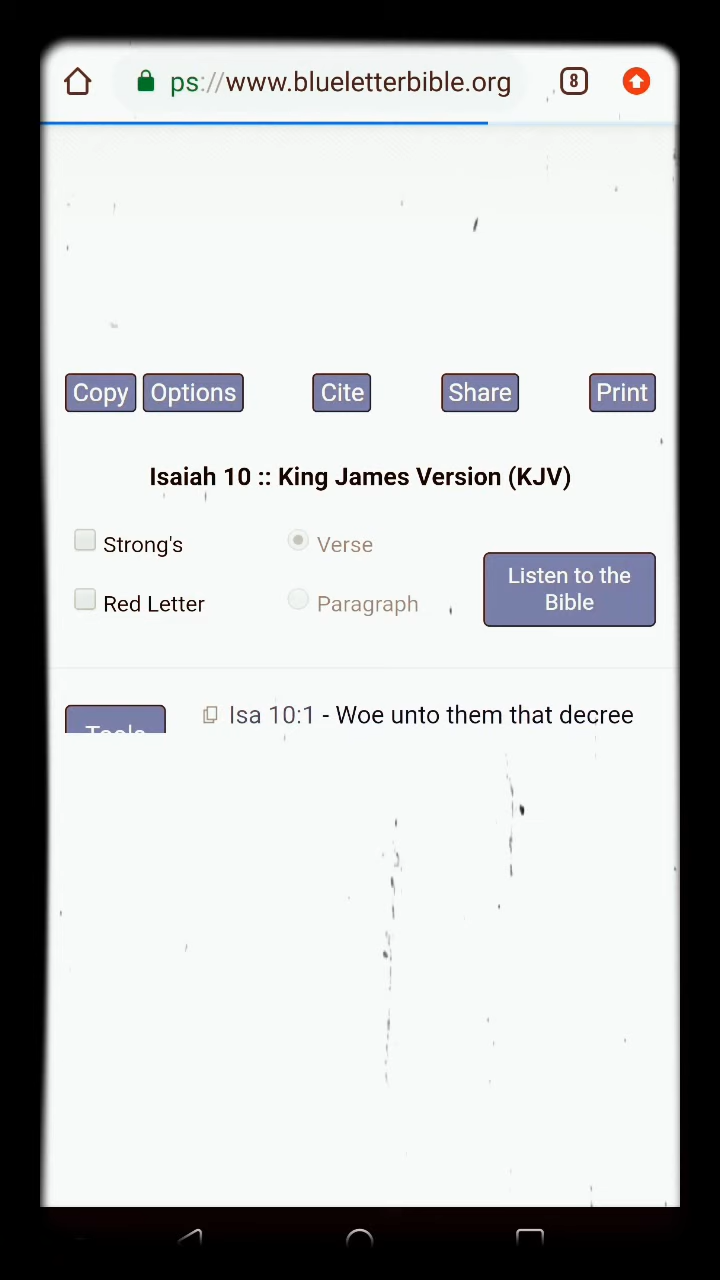 ps://www.blueletterbible.org 8
Copy Options Cite Share Print
Isaiah 10 :: King James Version (KJV)
Strong's Verse
Red Letter Paragraph
Listen to the
Bible
Tools Isa 10:1 - Woe unto them that decree